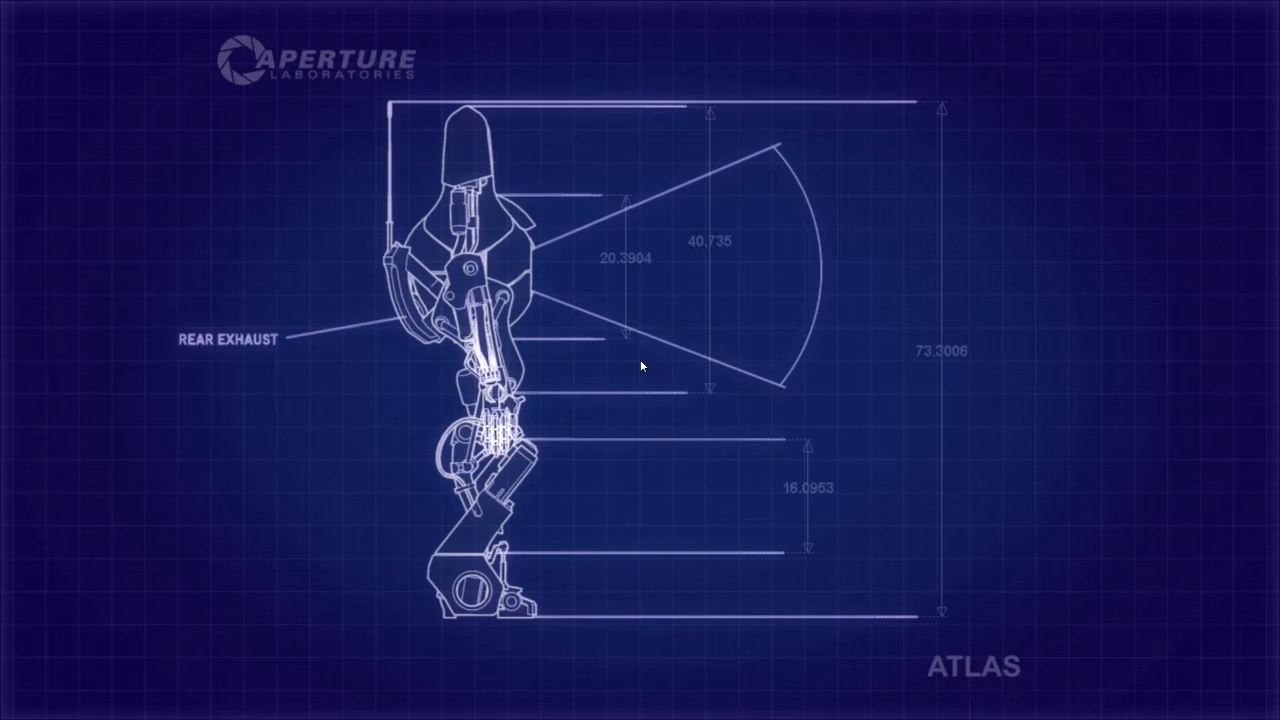 APERTURE
LABORATORIES
40.735
20.3904
REAR EXHAUST
73.3006
16.0953
ATLAS